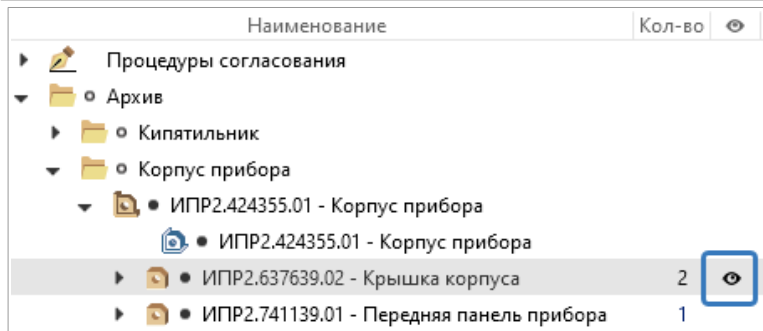 Наименование Кол-во
Процедуры согласования
Архив
Кипятильник
Корпус прибора
ИПР2.424355.01 - Корпус прибора
ИПР2.424355.01 - Корпус прибора
ИПР2.637639.02 - Крышка корпуса 2
ИПР2.741139.01 - Передняя панель прибора 1